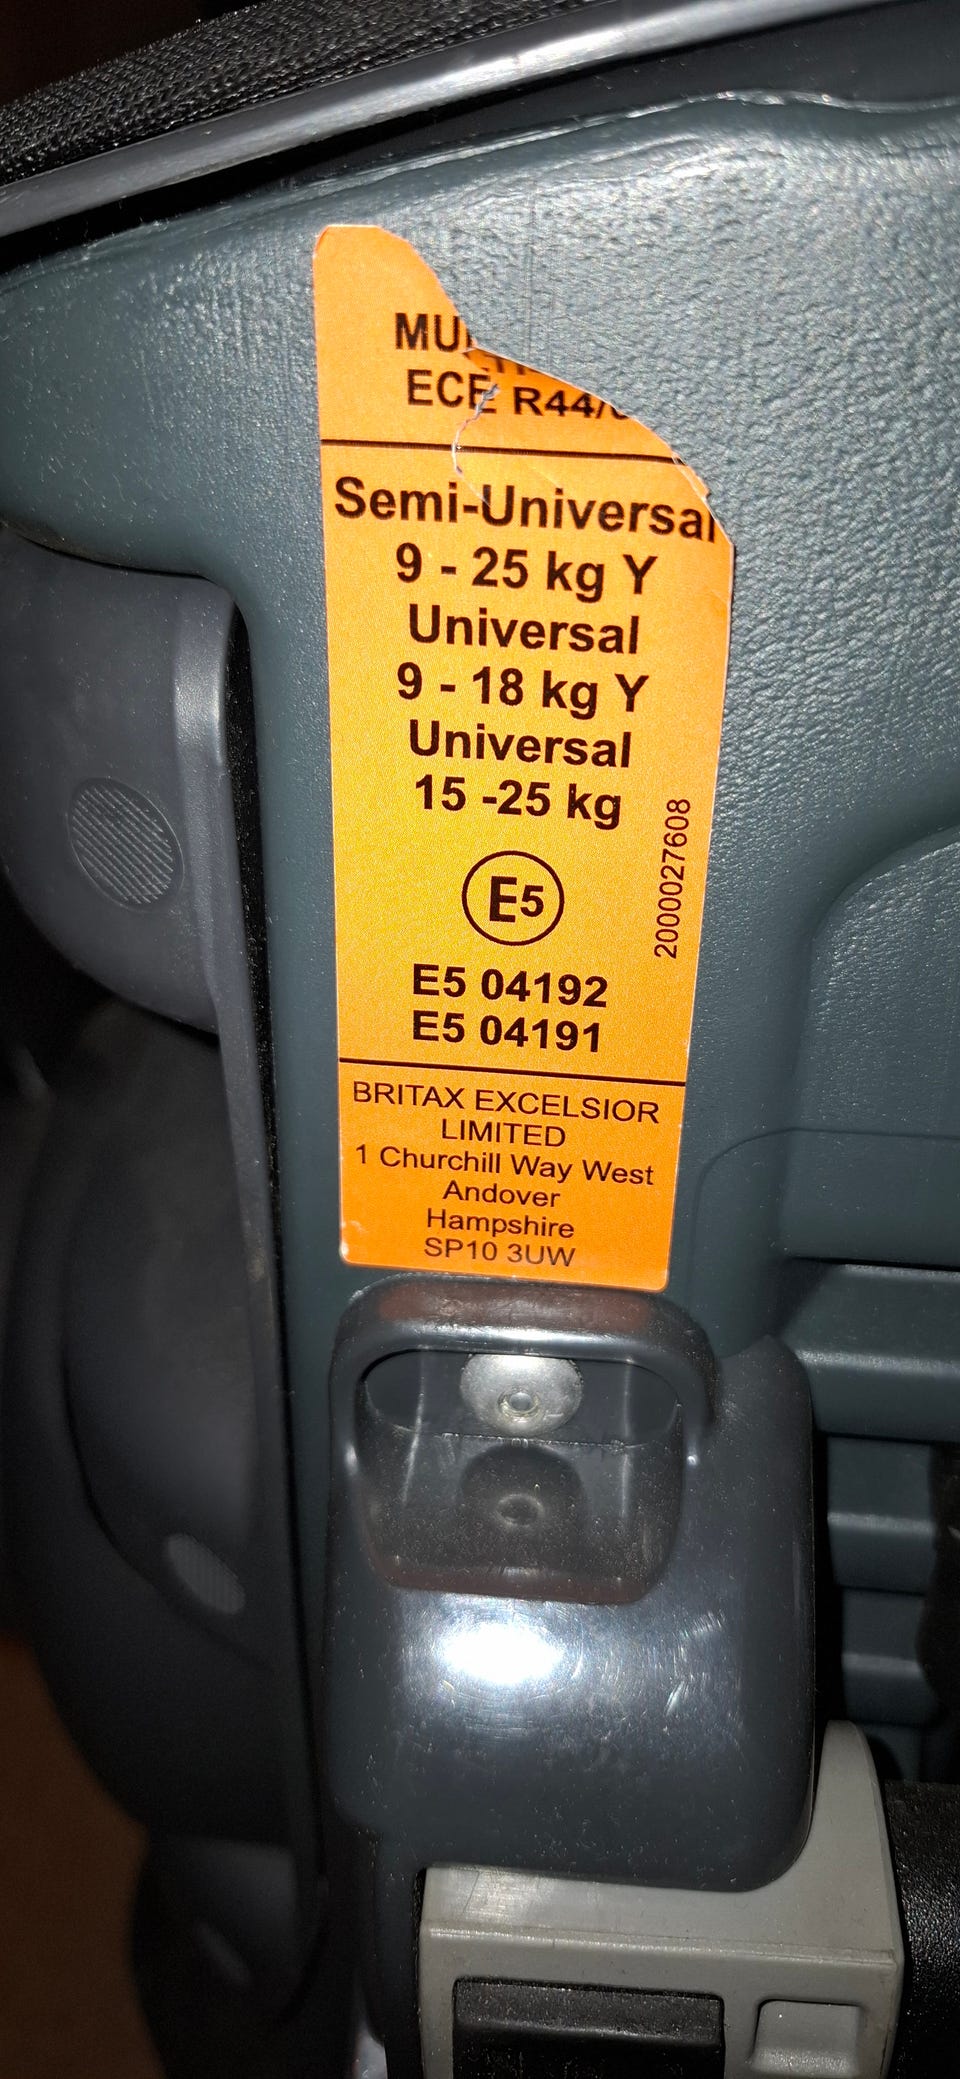 ECE R44/
Semi-Universal
9 - 25 kg Y
Universal
9 - 18 kg Y
Universal
15 -25 kg
E5
2000027608
E5 04192
E5 04191
BRITAX EXCELSIOR
LIMITED
1 Churchill Way West
Andover
Hampshire
SP10 3UW